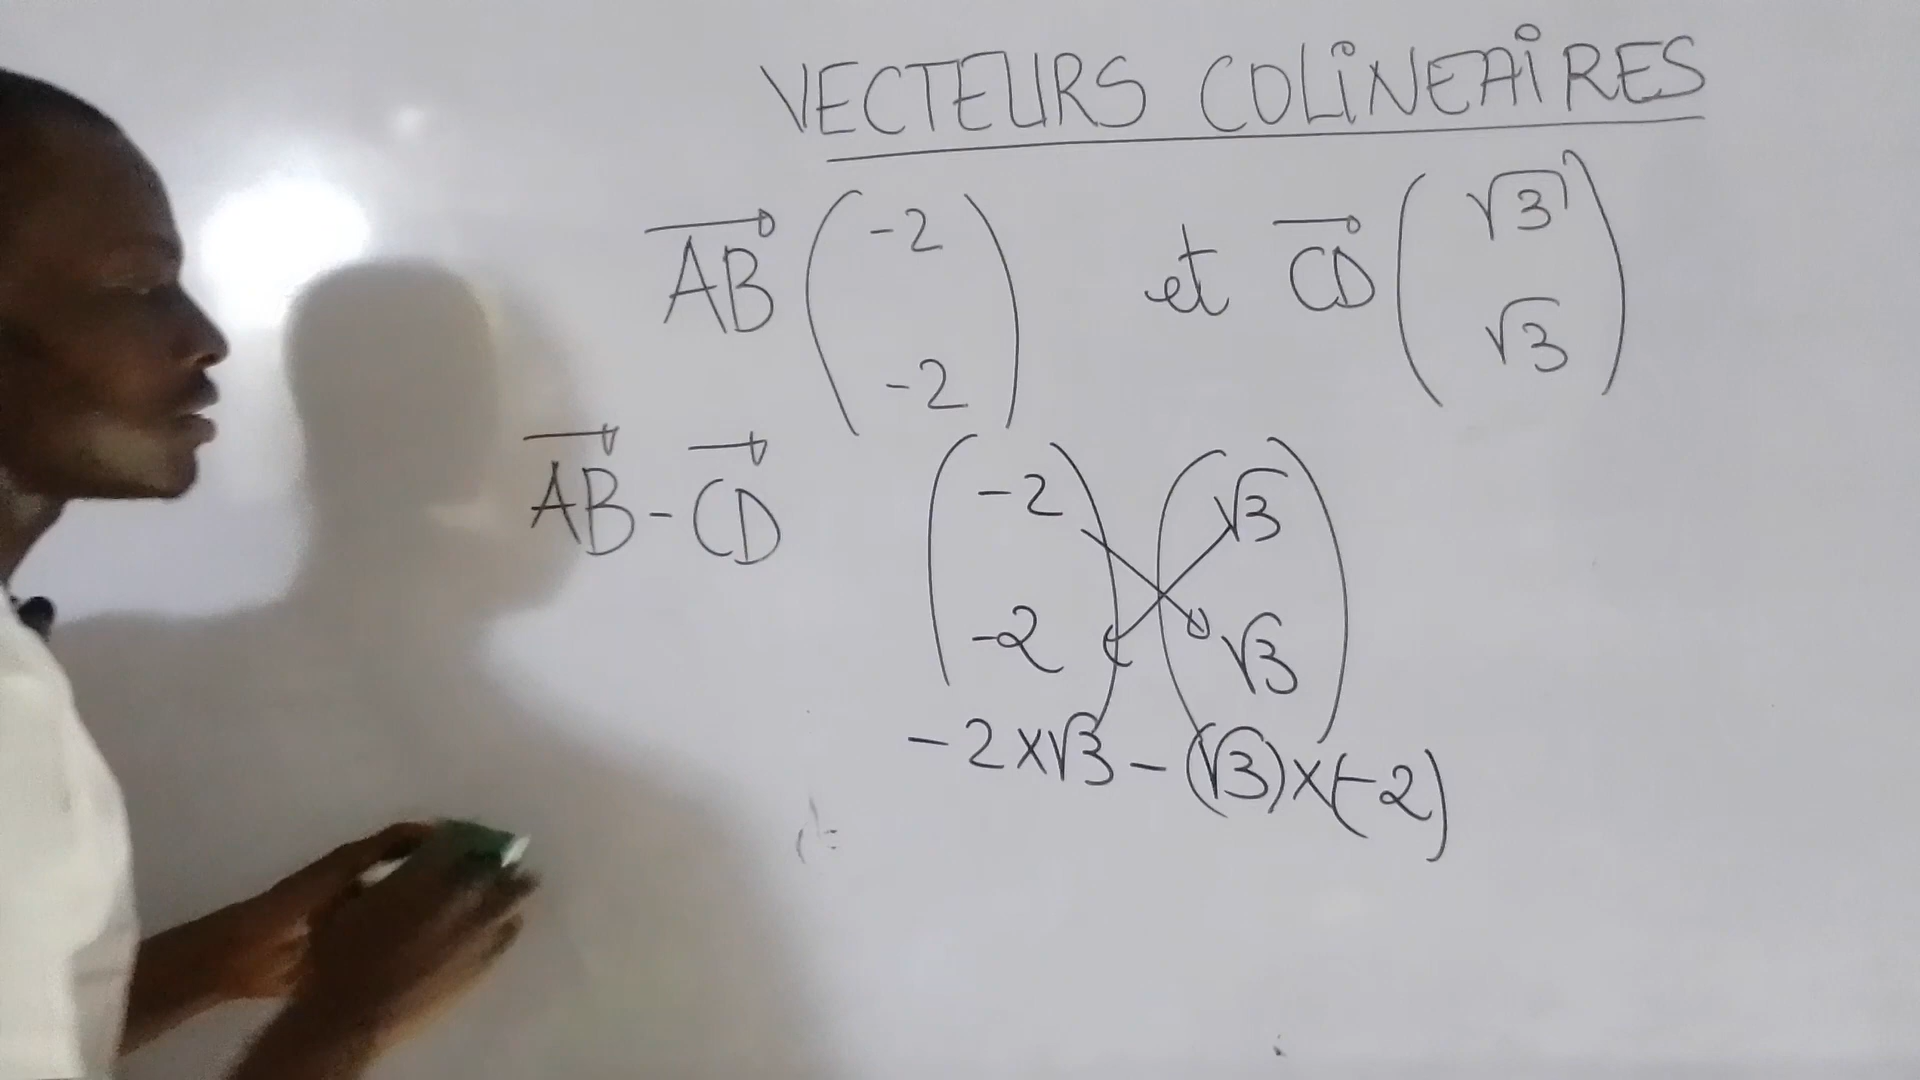 VECTEURS COLINEAIRES
AB (-2 -2) et CD (√3 √3)
AB - CD (-2 -2) (√3 √3)
-2×√3 - (√3)×(-2)